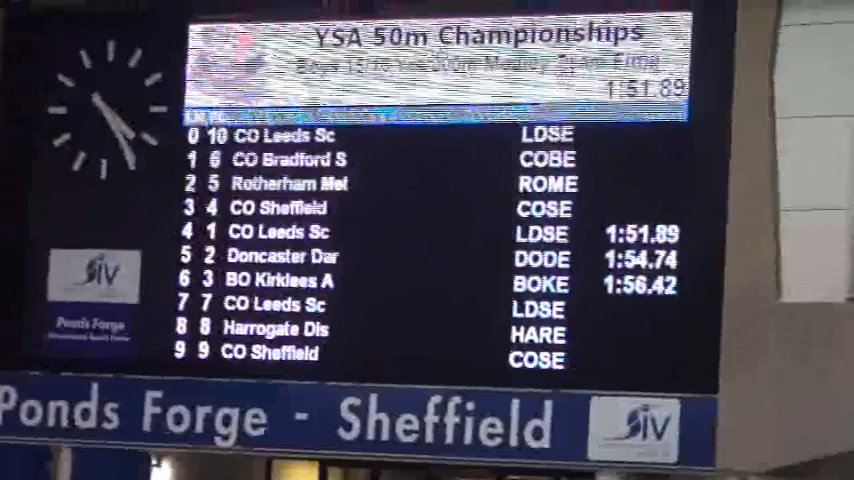 YSA 50m Championships
1:51.89
0 10 CO Leeds Sc LDSE
1 6 CO Bradford S COBE
2 5 Rotherham Met ROME
3 4 CO Sheffield COSE
4 1 CO Leeds Sc LDSE 1:51.89
5 2 Doncaster Dar DODE 1:54.74
6 3 BO Kirklees A BOKE 1:56.42
7 7 CO Leeds Sc LDSE
8 8 Harrogate Dis HARE
9 9 CO Sheffield COSE
SIV
Ponds Forge
Ponds Forge - Sheffield SIV